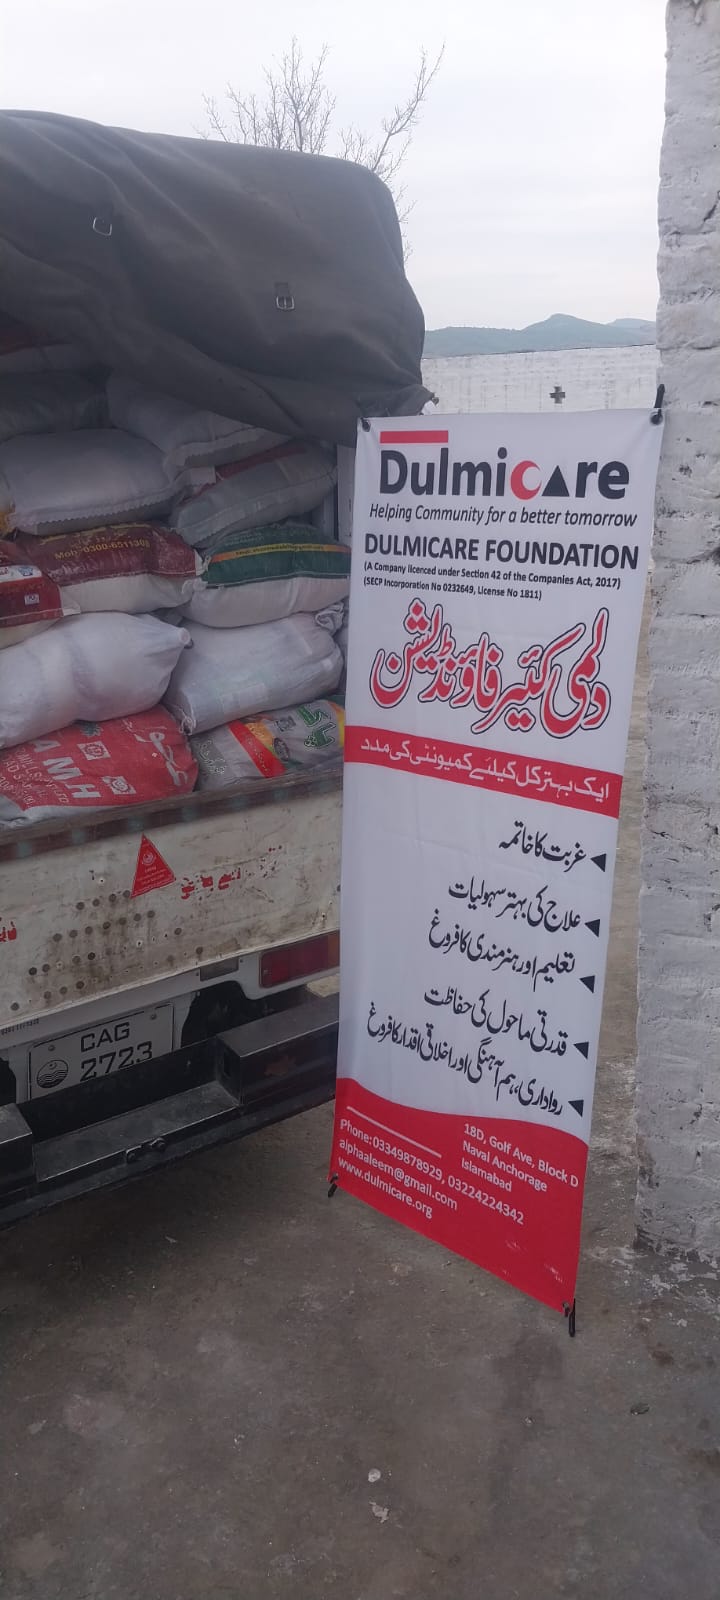 Dulmicare
Helping Community for a better tomorrow
DULMICARE FOUNDATION
(A Company licenced under Section 42 of the Companies Act, 2017)
(SECP Incorporation No 0232649, License No 1811)
دلمی کیئر فاؤنڈیشن
ایک بہتر کل کیلئے کمیونٹی کی مدد
غربت کا خاتمہ
علاج کی بہتر سہولیات
تعلیم اور ہنرمندی کا فروغ
قدرتی ماحول کی حفاظت
رواداری، ہم آہنگی اور اخلاقی اقدار کا فروغ
18D, Golf Ave, Block D
Naval Anchorage
Islamabad
Phone:03349878929, 03224224342
alphaaleem@gmail.com
www.dulmicare.org
Mob: 0300-6511308
AMH
CAG
2723